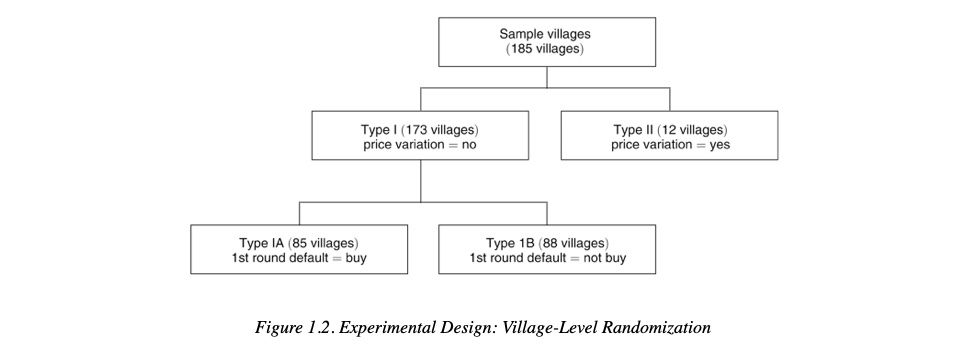 Sample villages
(185 villages)
Type I (173 villages)
price variation = no
Type II (12 villages)
price variation = yes
Type IA (85 villages)
1st round default = buy
Type 1B (88 villages)
1st round default = not buy
Figure 1.2. Experimental Design: Village-Level Randomization